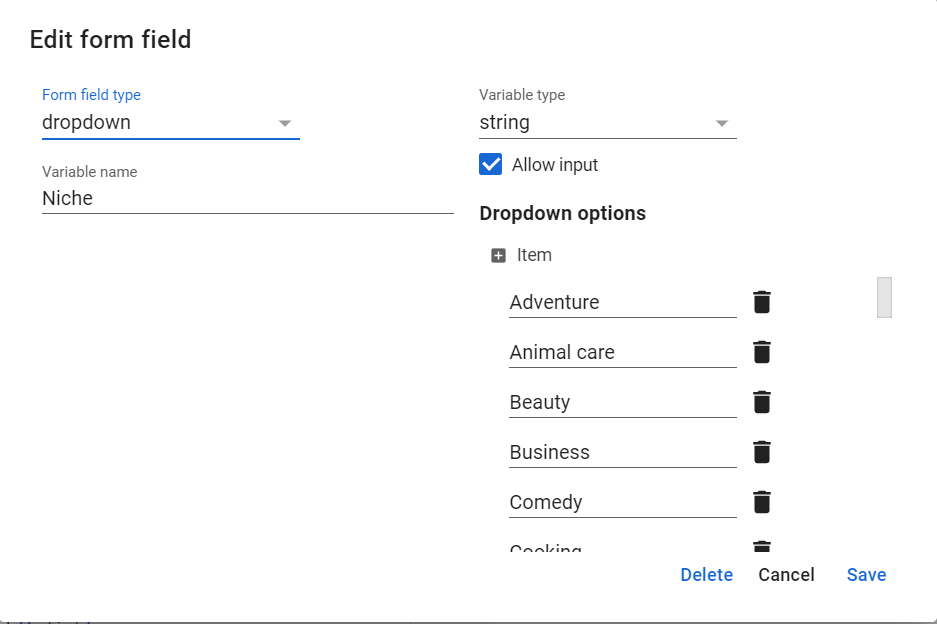 Edit form field
Form field type
dropdown
Variable name
Niche
Variable type
string
Allow input
Dropdown options
Item
Adventure
Animal care
Beauty
Business
Comedy
Cooking
Delete Cancel Save